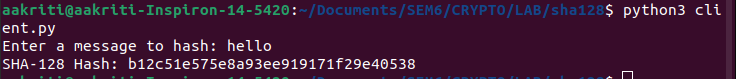 aakriti@aakriti-Inspiron-14-5420:~/Documents/SEM6/CRYPTO/LAB/sha128$ python3 cli
ent.py
Enter a message to hash: hello
SHA-128 Hash: b12c51e575e8a93ee919171f29e40538